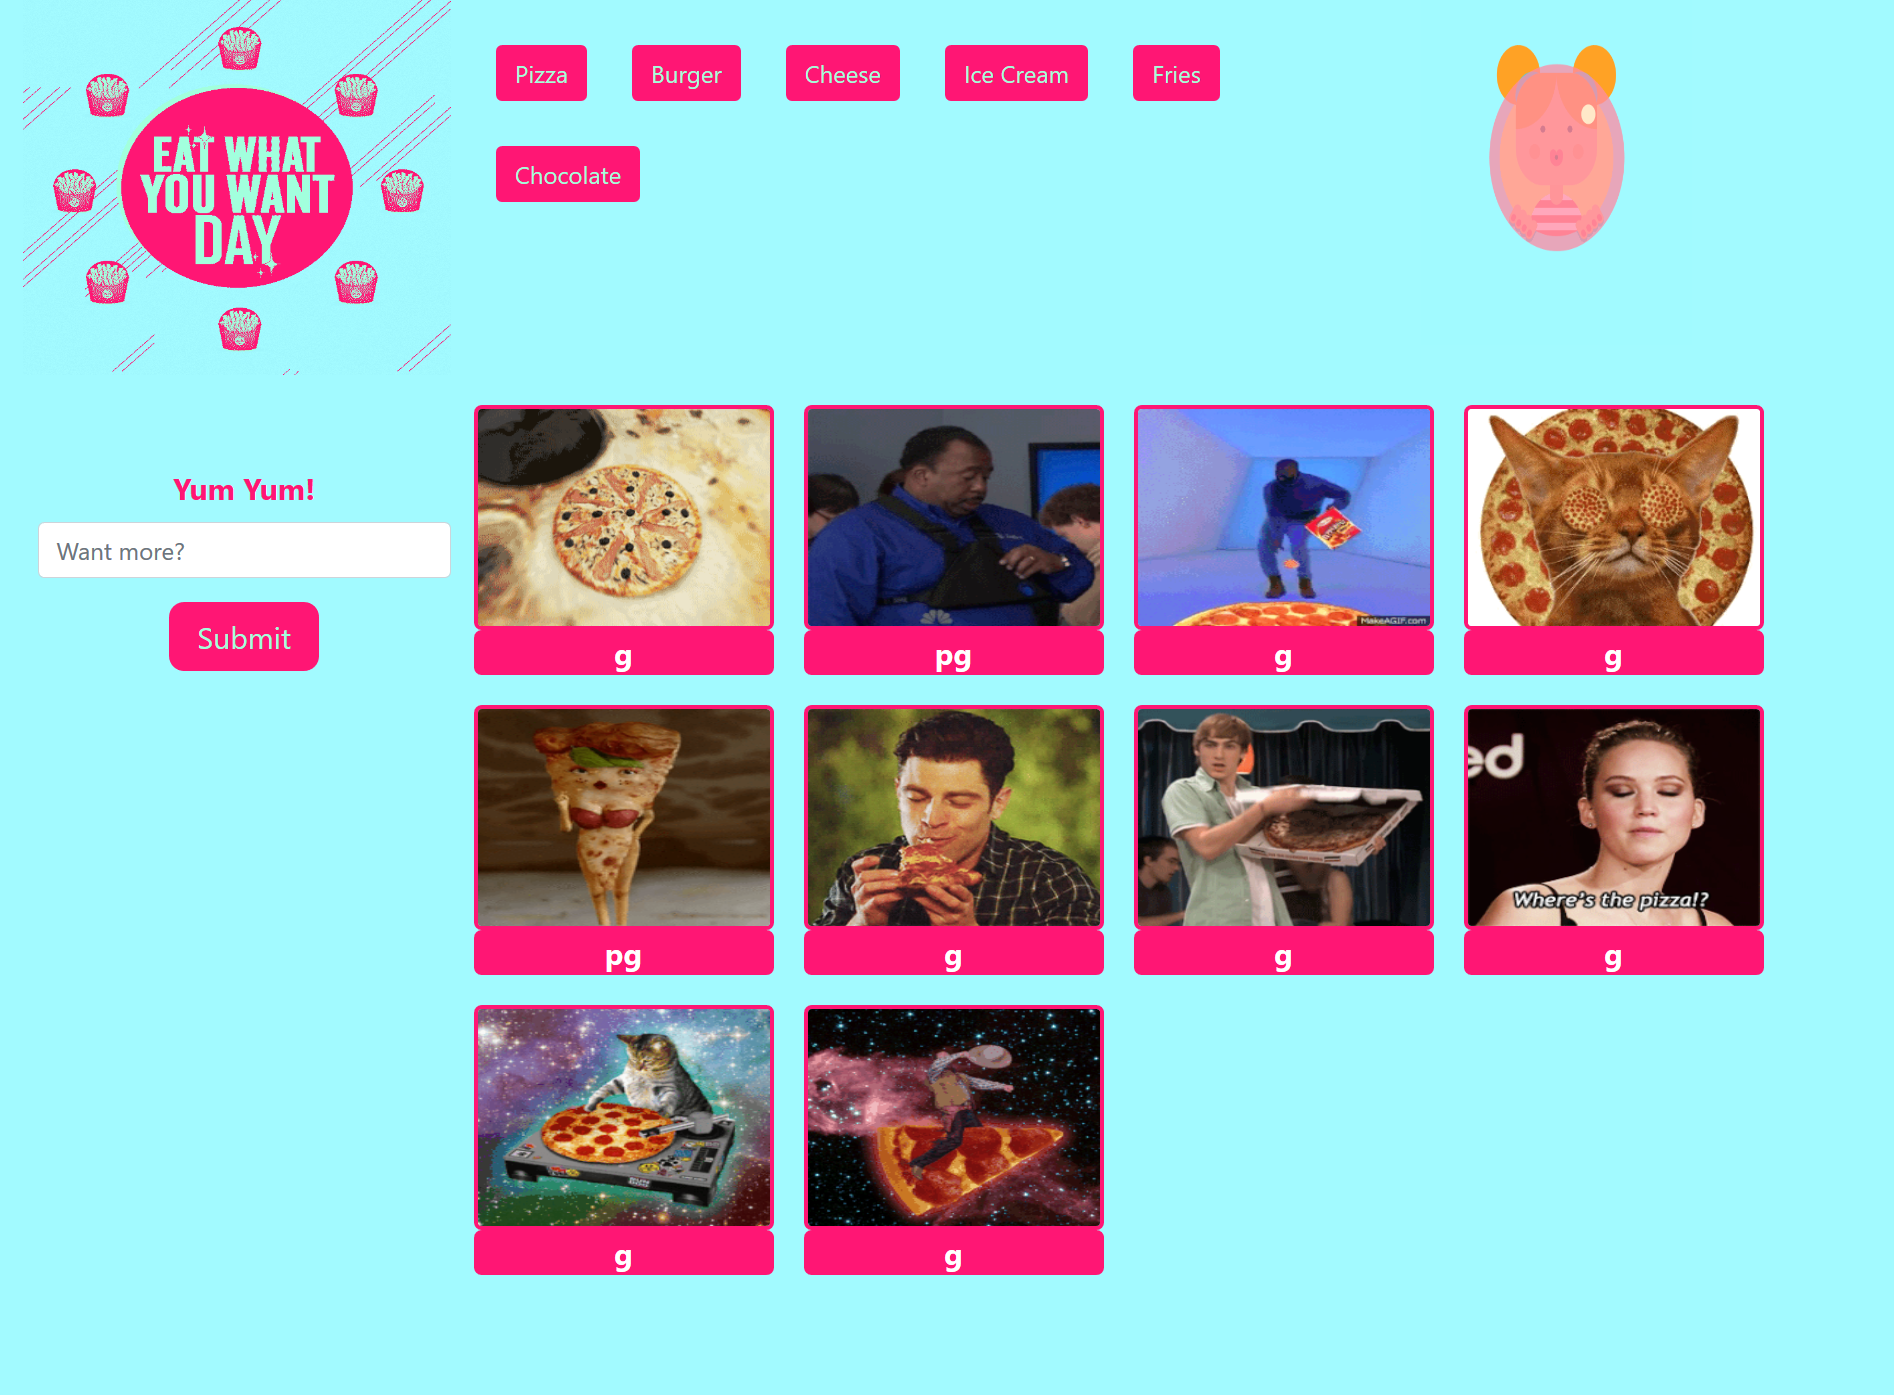 EAT WHAT
YOU WANT
DAY
Pizza
Burger
Cheese
Ice Cream
Fries
Chocolate
Yum Yum!
Want more?
Submit
MakeAGIF.com
g
pg
g
g
ed
Where's the pizza!?
pg
g
g
g
g
g